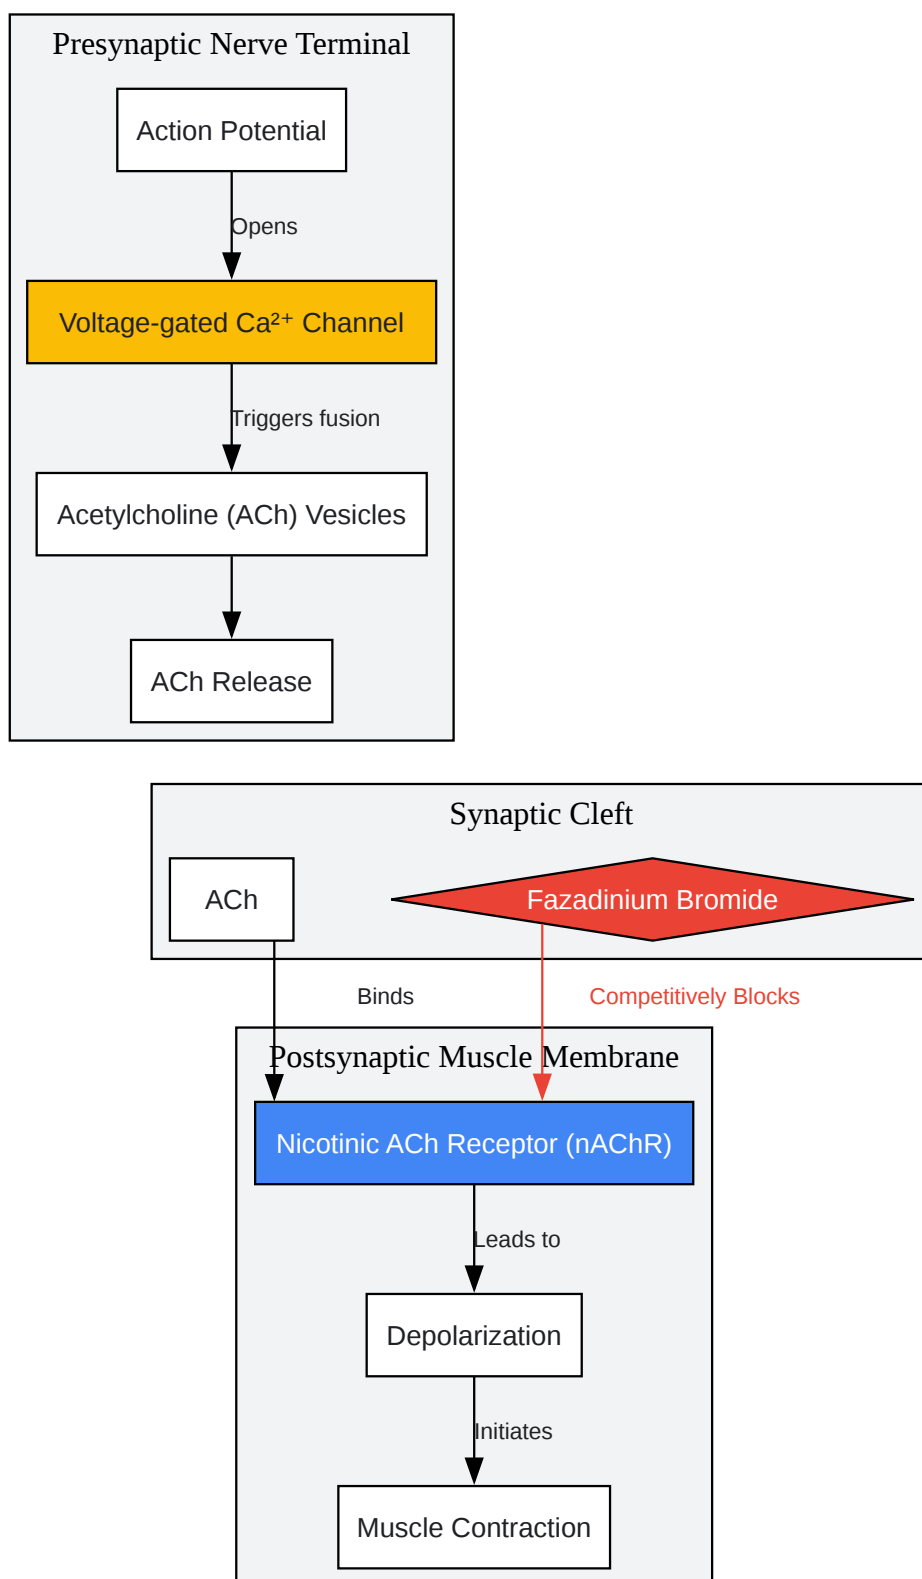 Presynaptic Nerve Terminal
Action Potential
Opens
Voltage-gated Ca²⁺ Channel
Triggers fusion
Acetylcholine (ACh) Vesicles
ACh Release
Synaptic Cleft
ACh
Fazadinium Bromide
Binds
Competitively Blocks
Postsynaptic Muscle Membrane
Nicotinic ACh Receptor (nAChR)
Leads to
Depolarization
Initiates
Muscle Contraction